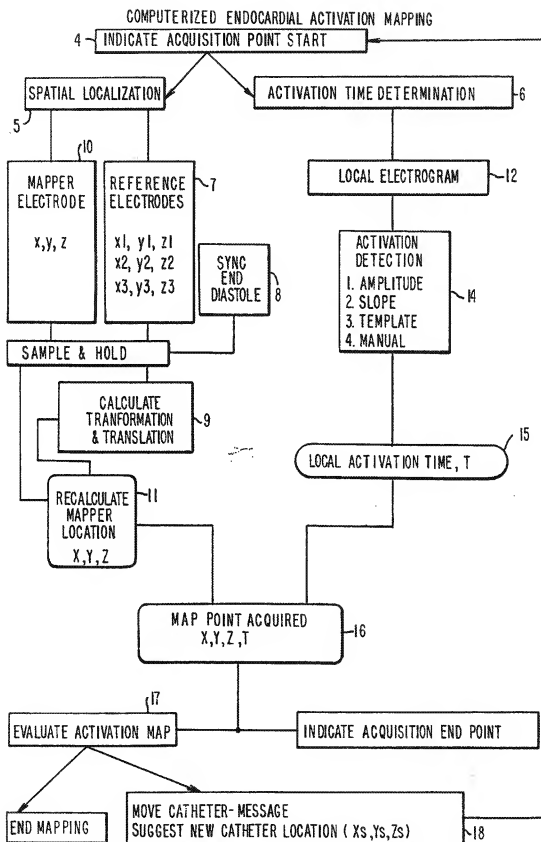 COMPUTERIZED ENDOCARDIAL ACTIVATION MAPPING
4 INDICATE ACQUISITION POINT START
SPATIAL LOCALIZATION
5
ACTIVATION TIME DETERMINATION
6
10
MAPPER
ELECTRODE
x,y,z
REFERENCE
ELECTRODES
7
x1, y1, z1
x2, y2, z2
x3, y3, z3
SYNC
END
DIASTOLE
8
LOCAL ELECTROGRAM
12
ACTIVATION
DETECTION
1. AMPLITUDE
2. SLOPE
3. TEMPLATE
4. MANUAL
14
SAMPLE & HOLD
CALCULATE
TRANFORMATION
& TRANSLATION
9
15
LOCAL ACTIVATION TIME, T
11
RECALCULATE
MAPPER
LOCATION
X,Y,Z
MAP POINT ACQUIRED
X,Y,Z,T
16
17
EVALUATE ACTIVATION MAP
INDICATE ACQUISITION END POINT
END MAPPING
MOVE CATHETER-MESSAGE
SUGGEST NEW CATHETER LOCATION (Xs,Ys,Zs)
18